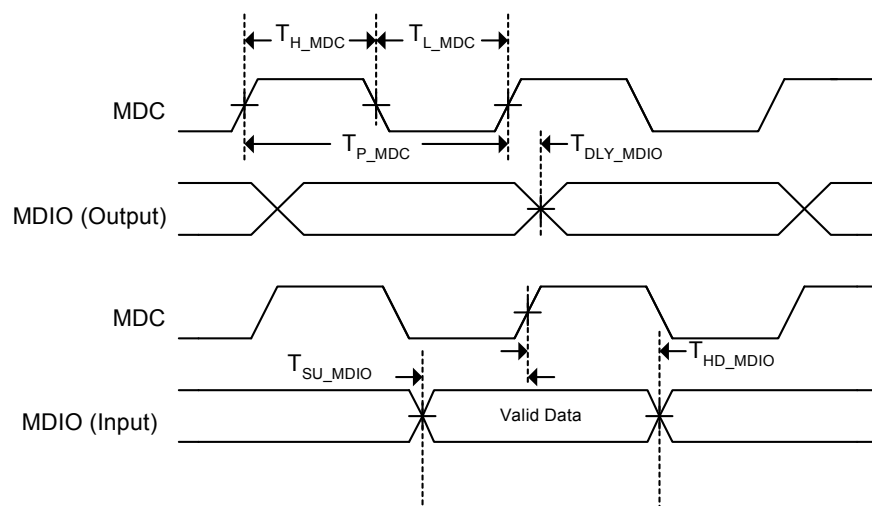 T_H_MDC T_L_MDC
MDC
T_P_MDC T_DLY_MDIO
MDIO (Output)
MDC
T_SU_MDIO T_HD_MDIO
MDIO (Input) Valid Data